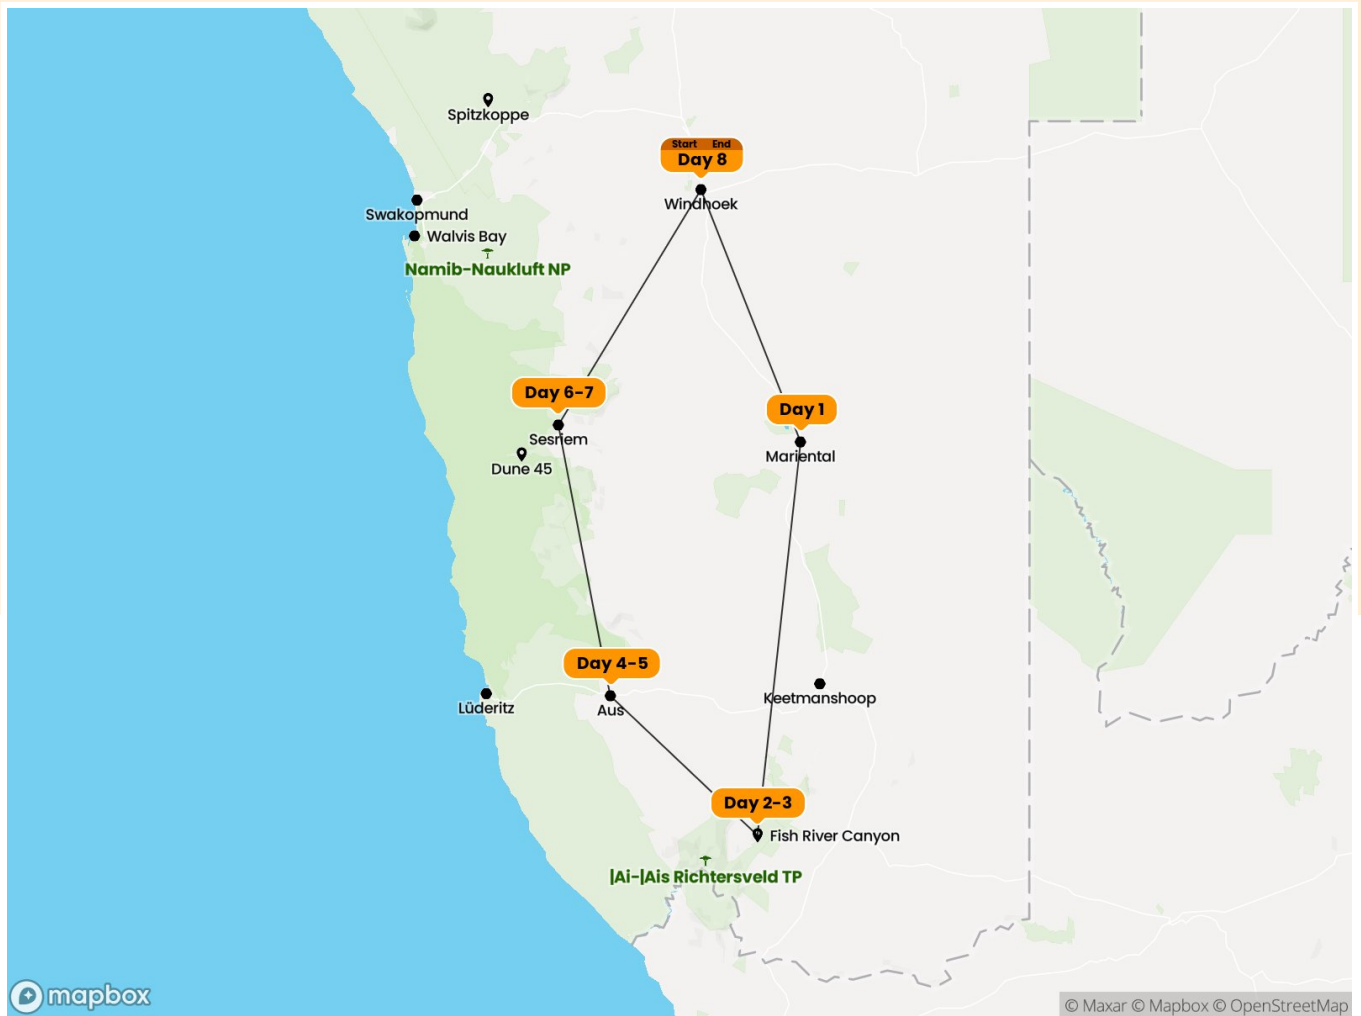 Spitzkoppe
Start End
Day 8
Windhoek
Swakopmund
Walvis Bay
Namib-Naukluft NP
Day 6-7
Sesriem
Dune 45
Day 1
Mariental
Day 4-5
Aus
Lüderitz
Keetmanshoop
Day 2-3
Fish River Canyon
|Ai-|Ais Richtersveld TP
mapbox
© Maxar © Mapbox © OpenStreetMap